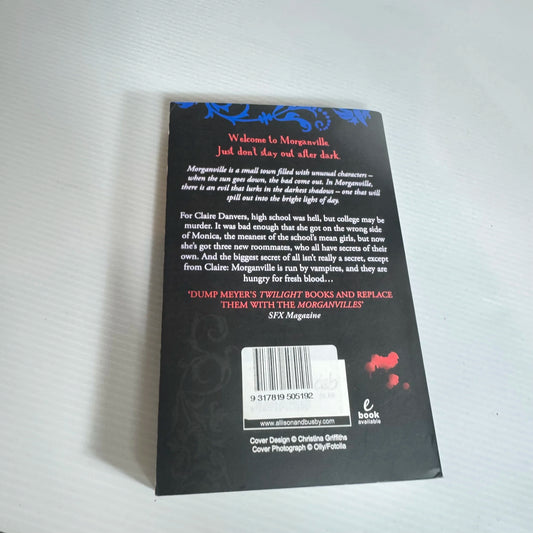 Welcome to Morganville.
Just don't stay out after dark.
Morganville is a small town filled with unusual characters –
when the sun goes down, the bad come out. In Morganville,
there is an evil that lurks in the darkest shadows – one that will
spill out into the bright light of day.
For Claire Danvers, high school was hell, but college may be
murder. It was bad enough that she got on the wrong side
of Monica, the meanest of the school's mean girls, but now
she's got three new roommates, who all have secrets of their
own. And the biggest secret of all isn't really a secret, except
from Claire: Morganville is run by vampires, and they are
hungry for fresh blood…
'DUMP MEYER'S TWILIGHT BOOKS AND REPLACE
THEM WITH THE MORGANVILLES'
SFX Magazine
9 317819 505192
e
book
available
www.allisonandbusby.com
Cover Design © Christina Griffiths
Cover Photograph © Olly/Fotolia